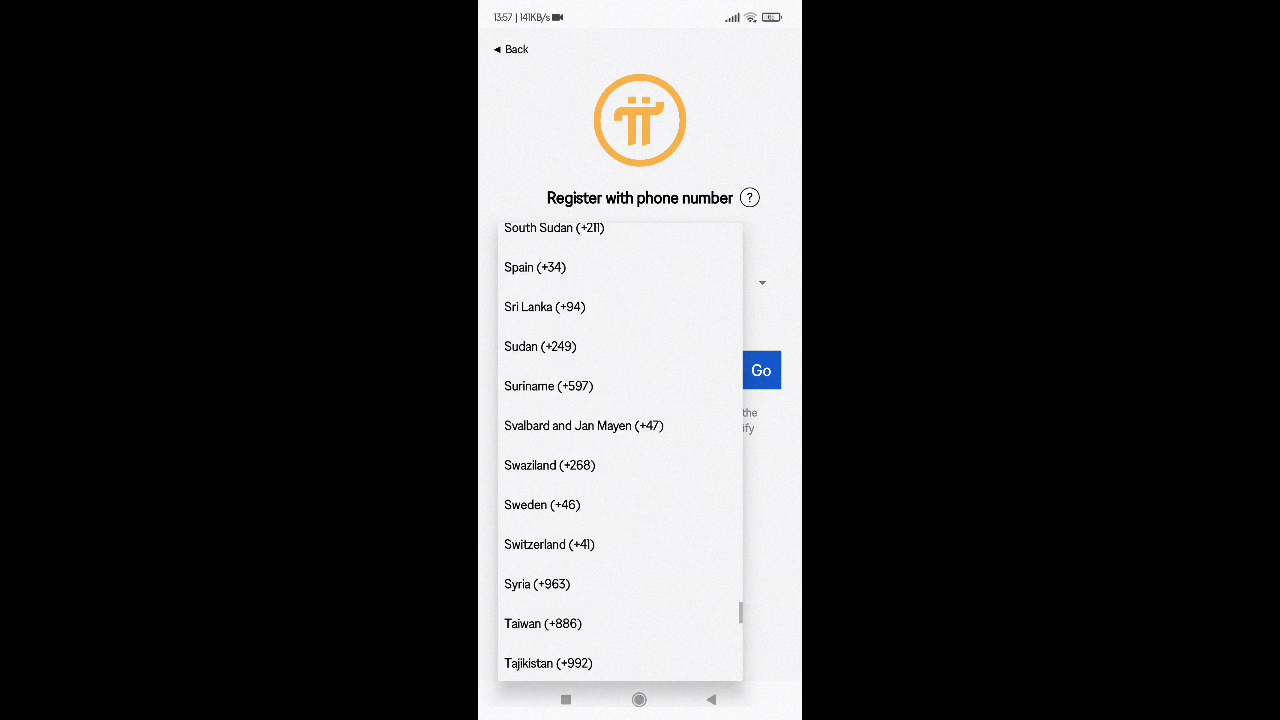 13:57 | 141KB/s
◄ Back
Register with phone number ?
South Sudan (+211)
Spain (+34)
Sri Lanka (+94)
Sudan (+249)
Suriname (+597)
Go
the
ify
Svalbard and Jan Mayen (+47)
Swaziland (+268)
Sweden (+46)
Switzerland (+41)
Syria (+963)
Taiwan (+886)
Tajikistan (+992)